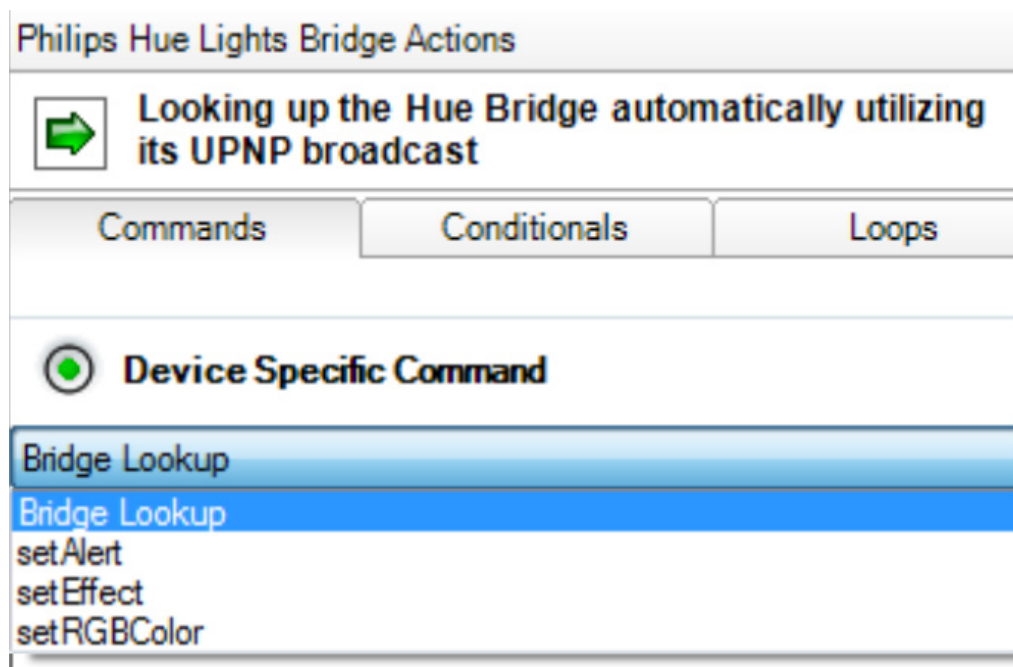 Philips Hue Lights Bridge Actions
Looking up the Hue Bridge automatically utilizing
its UPNP broadcast
Commands Conditionals Loops
Device Specific Command
Bridge Lookup
Bridge Lookup
setAlert
setEffect
setRGBColor